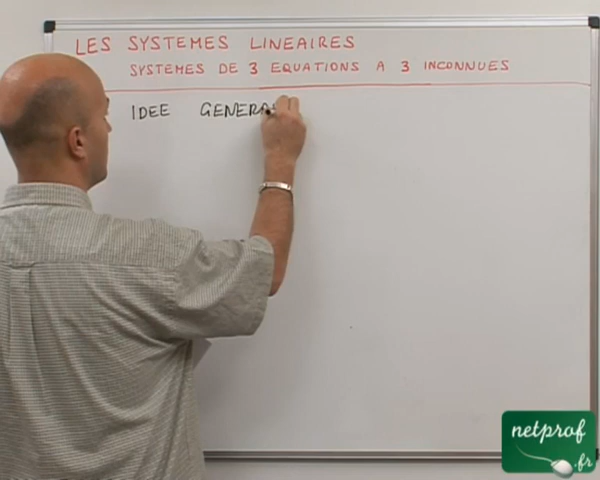 LES SYSTEMES LINEAIRES
SYSTEMES DE 3 EQUATIONS A 3 INCONNUES
IDEE GENERA
netprof
.fr